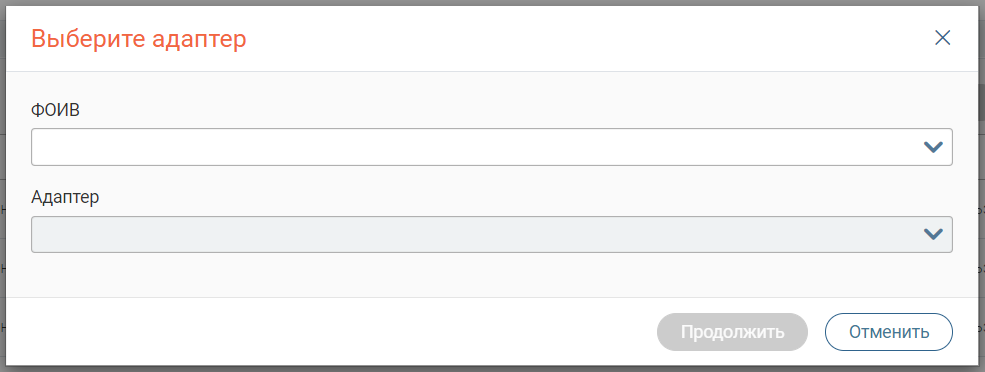 Выберите адаптер
ФОИВ
Адаптер
Продолжить
Отменить